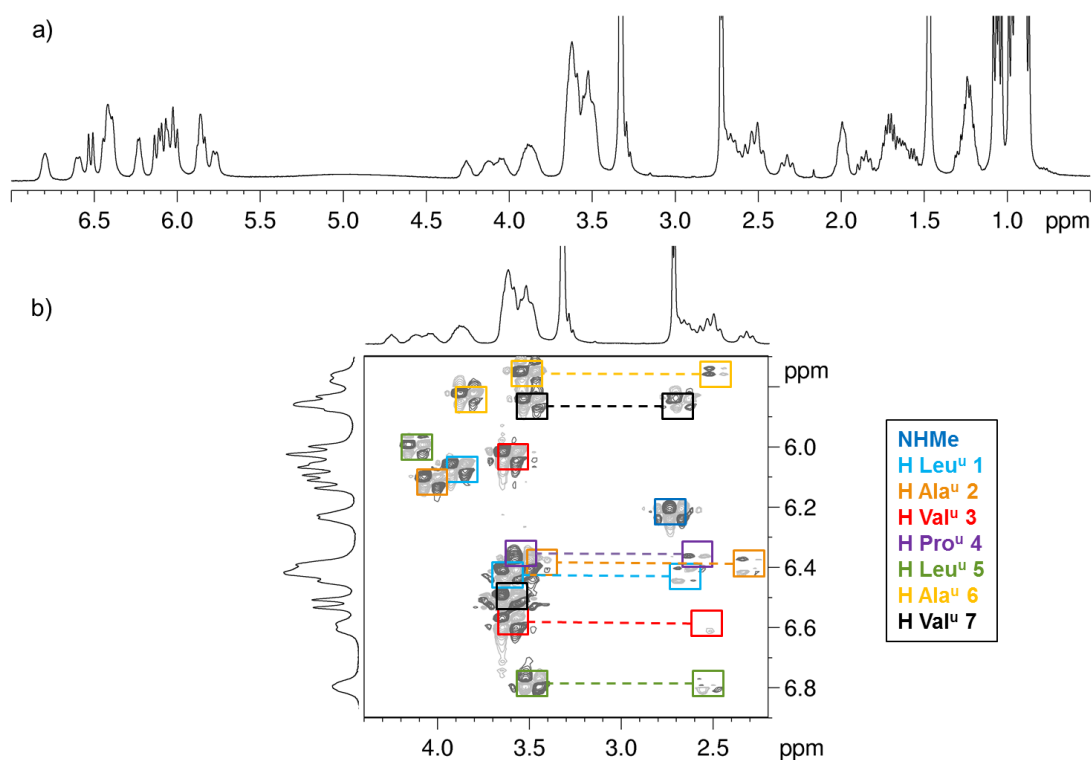 a)
6.5 6.0 5.5 5.0 4.5 4.0 3.5 3.0 2.5 2.0 1.5 1.0 ppm
b)
ppm
6.0
6.2
6.4
6.6
6.8
4.0 3.5 3.0 2.5 ppm
NHMe
H Leuᵘ 1
H Alaᵘ 2
H Valᵘ 3
H Proᵘ 4
H Leuᵘ 5
H Alaᵘ 6
H Valᵘ 7